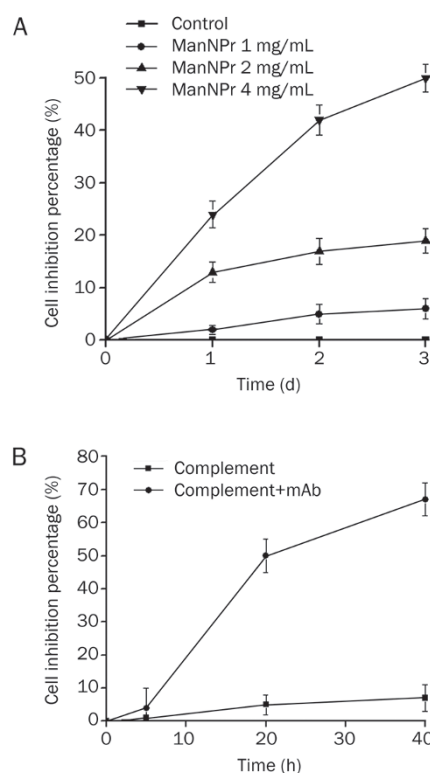 A
Control
ManNPr 1 mg/mL
ManNPr 2 mg/mL
ManNPr 4 mg/mL
Cell inhibition percentage (%)
50
40
30
20
10
0
0 1 2 3
Time (d)
B
Complement
Complement+mAb
Cell inhibition percentage (%)
80
70
60
50
40
30
20
10
0
0 10 20 30 40
Time (h)